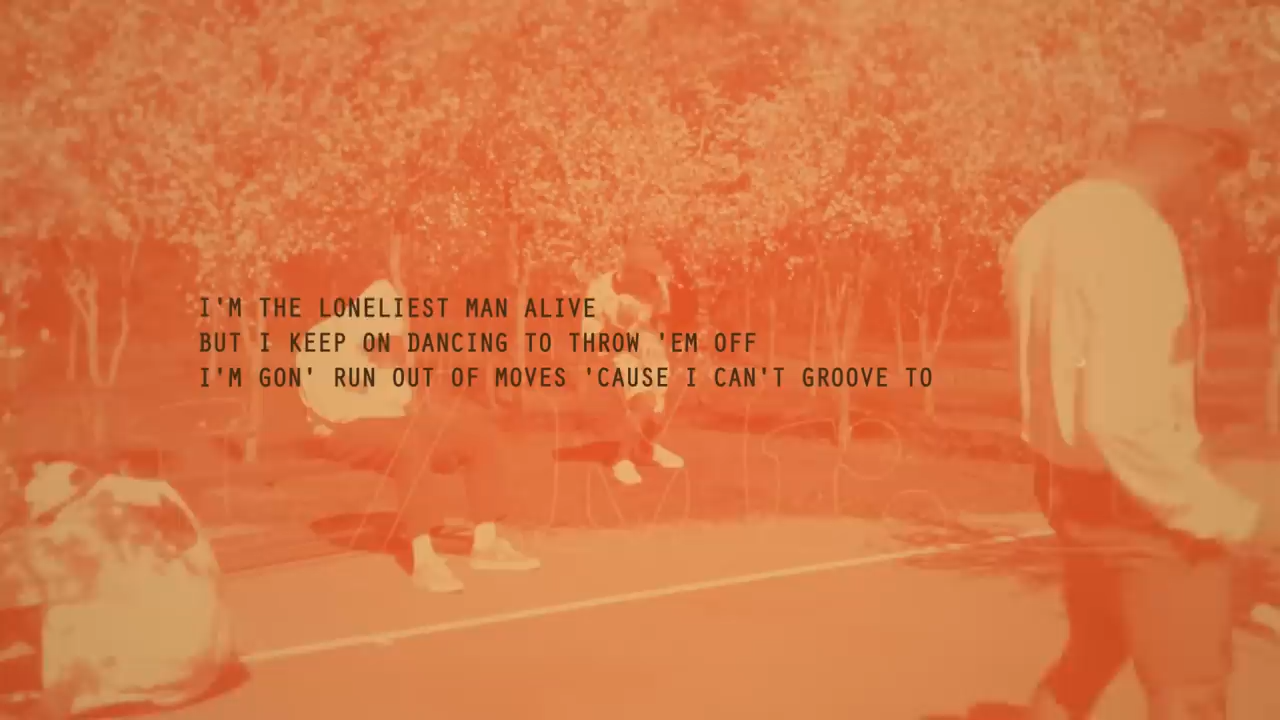 I'M THE LONELIEST MAN ALIVE
BUT I KEEP ON DANCING TO THROW 'EM OFF
I'M GON' RUN OUT OF MOVES 'CAUSE I CAN'T GROOVE TO